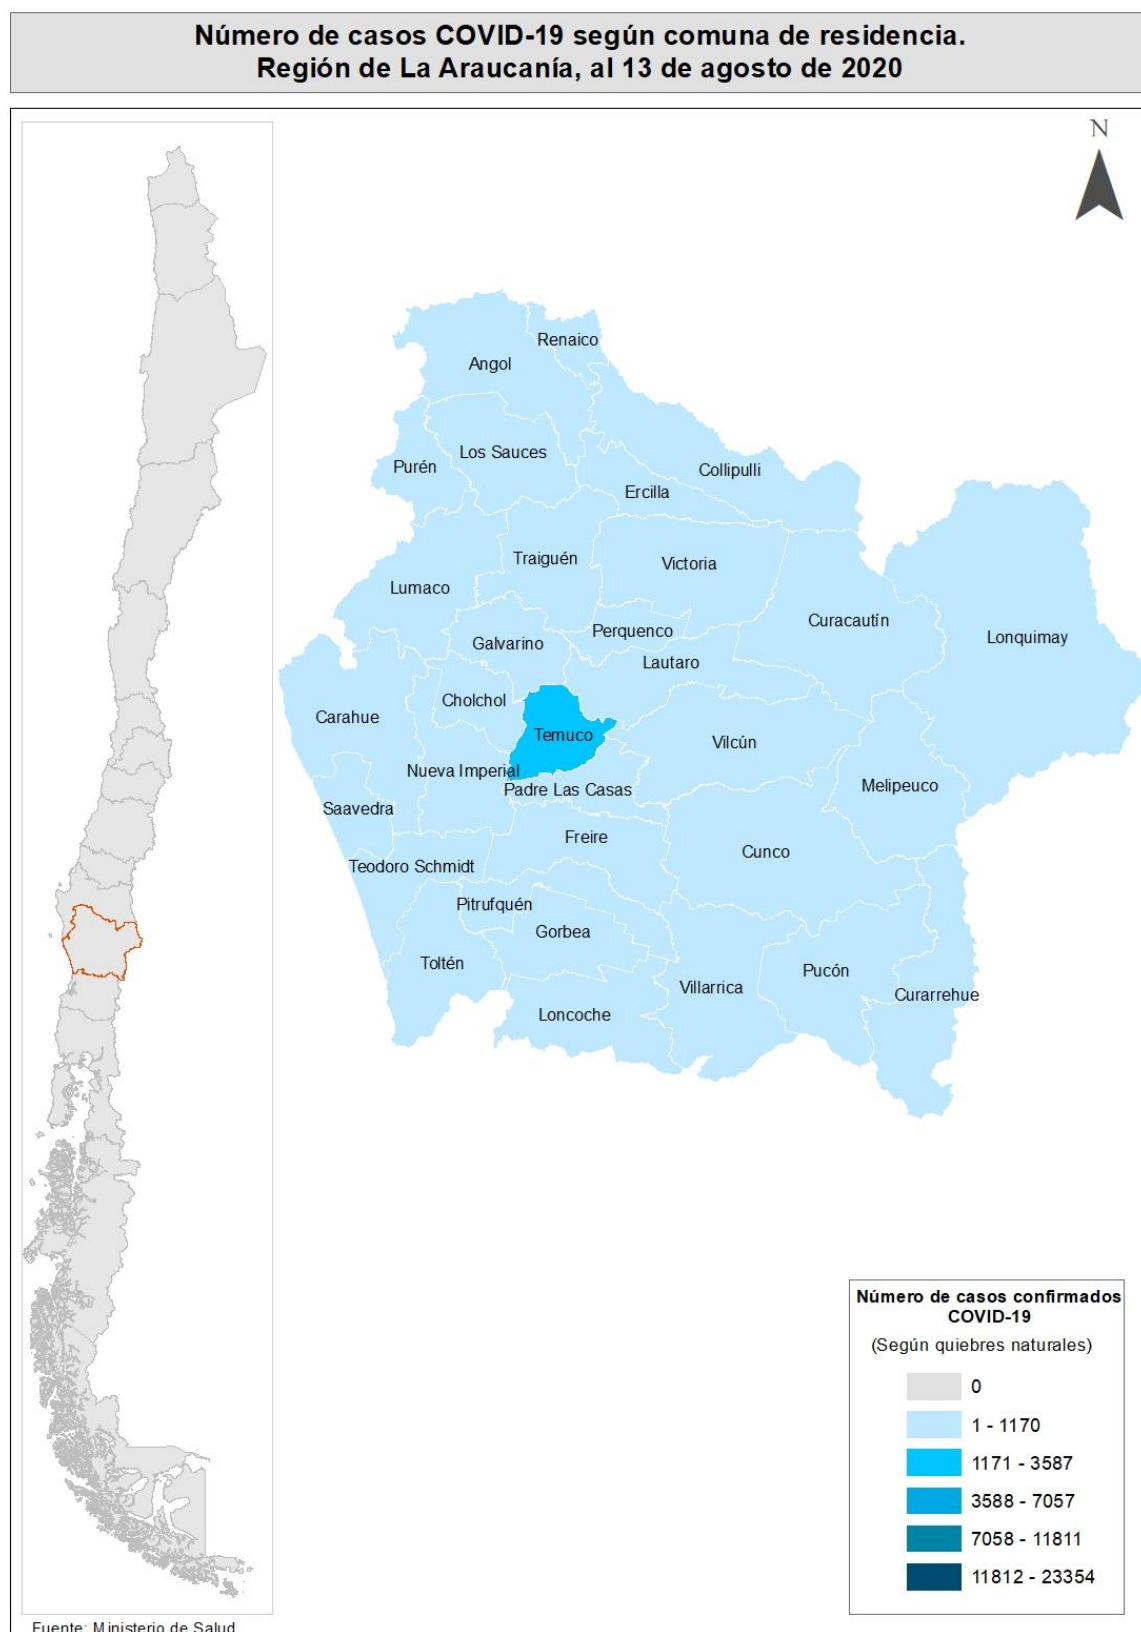 Número de casos COVID-19 según comuna de residencia.
Región de La Araucanía, al 13 de agosto de 2020
N
Renaico
Angol
Los Sauces
Purén
Collipulli
Ercilla
Traiguén
Victoria
Lumaco
Curacautín
Perquenco
Galvarino
Lonquimay
Lautaro
Cholchol
Carahue
Temuco
Vilcún
Nueva Imperial
Melipeuco
Padre Las Casas
Saavedra
Freire
Cunco
Teodoro Schmidt
Pitrufquén
Gorbea
Toltén
Pucón
Villarrica
Curarrehue
Loncoche
Número de casos confirmados
COVID-19
(Según quiebres naturales)
0
1 - 1170
1171 - 3587
3588 - 7057
7058 - 11811
11812 - 23354
Fuente: Ministerio de Salud